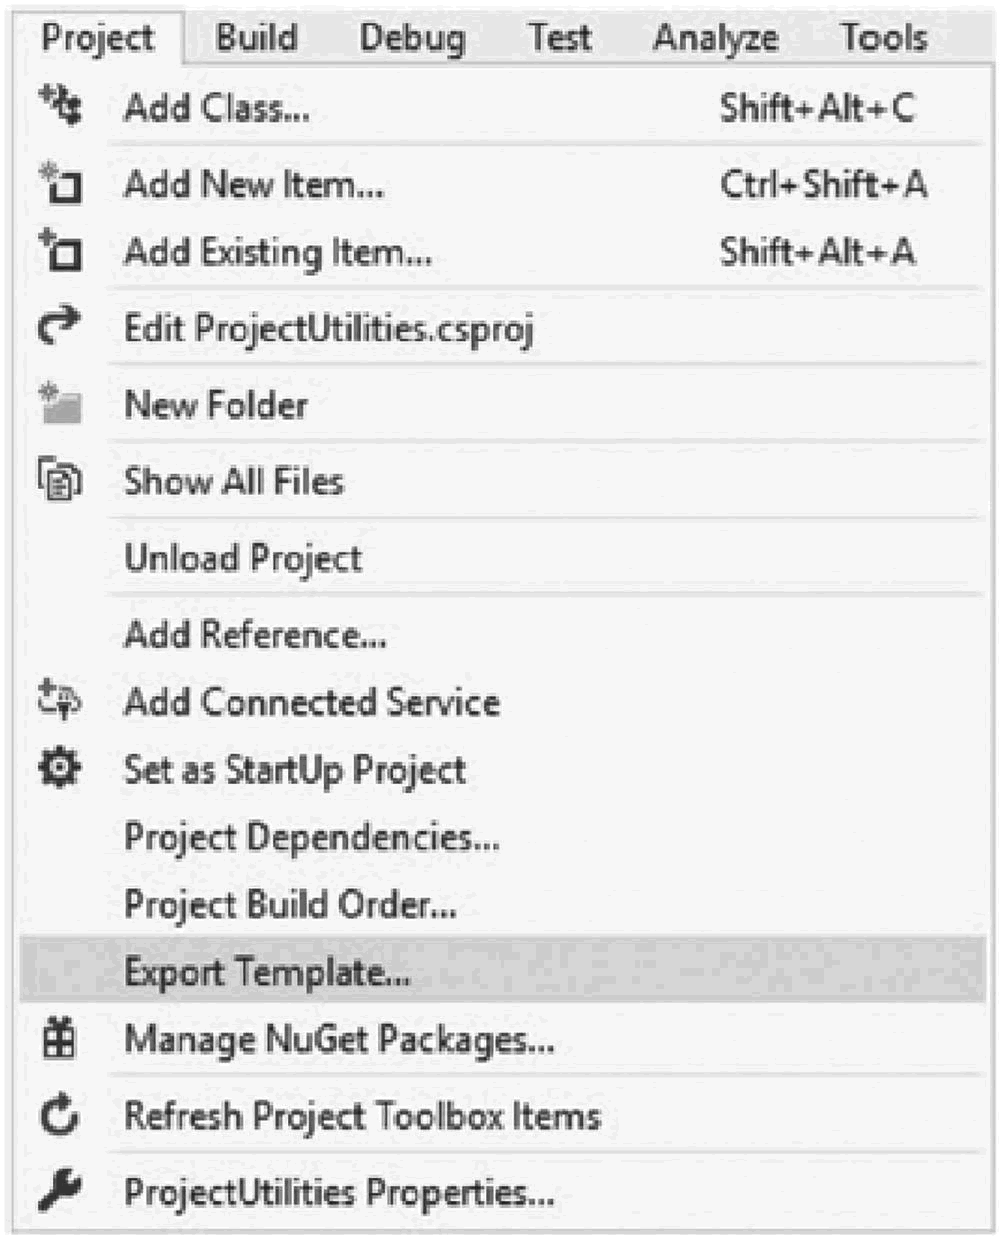 Project Build Debug Test Analyze Tools
Add Class... Shift+Alt+C
Add New Item... Ctrl+Shift+A
Add Existing Item... Shift+Alt+A
Edit ProjectUtilities.csproj
New Folder
Show All Files
Unload Project
Add Reference...
Add Connected Service
Set as StartUp Project
Project Dependencies...
Project Build Order...
Export Template...
Manage NuGet Packages...
Refresh Project Toolbox Items
ProjectUtilities Properties...